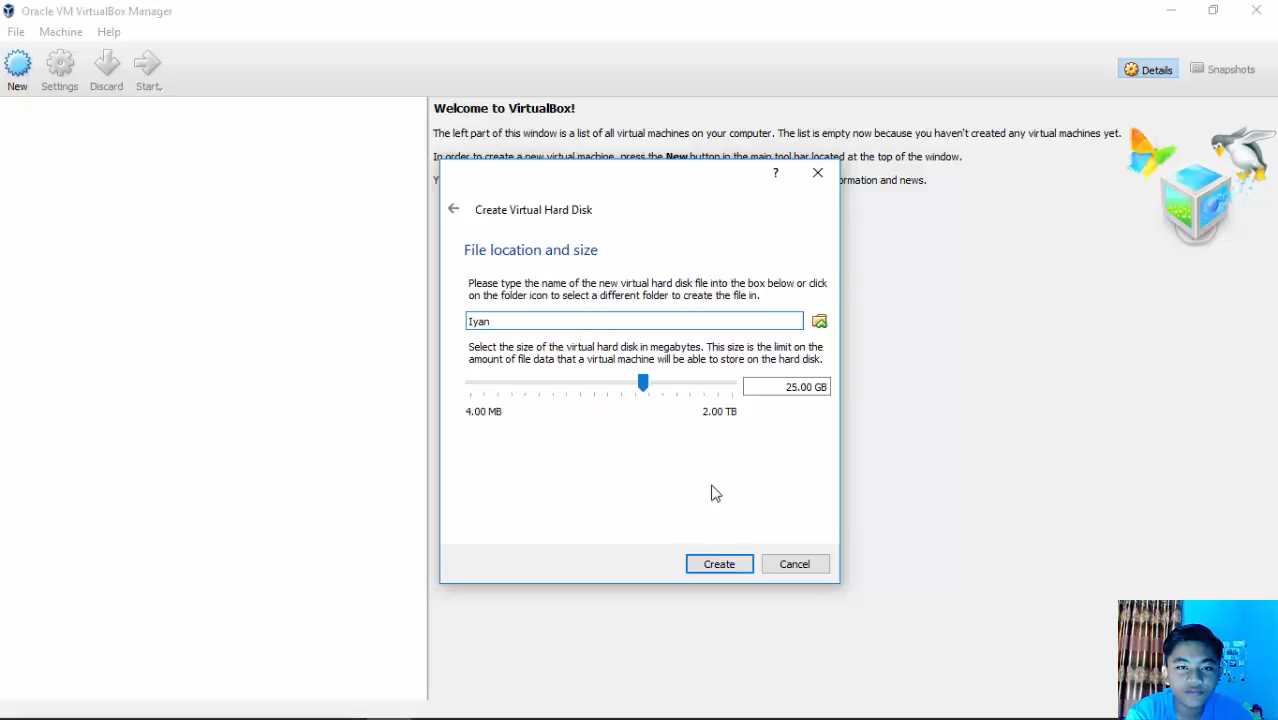 Oracle VM VirtualBox Manager
File Machine Help
New Settings Discard Start
Details Snapshots
Welcome to VirtualBox!
The left part of this window is a list of all virtual machines on your computer. The list is empty now because you haven't created any virtual machines yet.
In order to create a new virtual machine, press the New button in the main tool bar located at the top of the window.
Y
ormation and news.
?
Create Virtual Hard Disk
File location and size
Please type the name of the new virtual hard disk file into the box below or click
on the folder icon to select a different folder to create the file in.
Iyan
Select the size of the virtual hard disk in megabytes. This size is the limit on the
amount of file data that a virtual machine will be able to store on the hard disk.
25.00 GB
4.00 MB 2.00 TB
Create Cancel